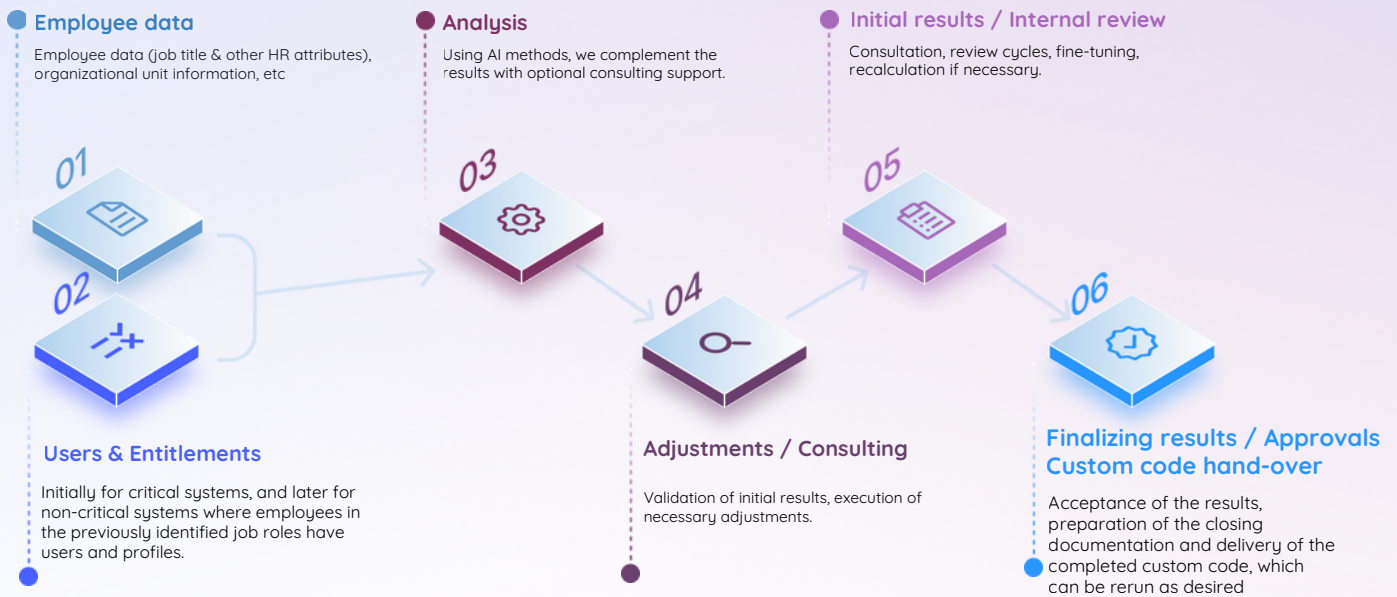 Employee data
Employee data (job title & other HR attributes),
organizational unit information, etc
01
02
Users & Entitlements
Initially for critical systems, and later for
non-critical systems where employees in
the previously identified job roles have
users and profiles.
Analysis
Using AI methods, we complement the
results with optional consulting support.
03
04
Adjustments / Consulting
Validation of initial results, execution of
necessary adjustments.
Initial results / Internal review
Consultation, review cycles, fine-tuning,
recalculation if necessary.
05
06
Finalizing results / Approvals
Custom code hand-over
Acceptance of the results,
preparation of the closing
documentation and delivery of the
completed custom code, which
can be rerun as desired